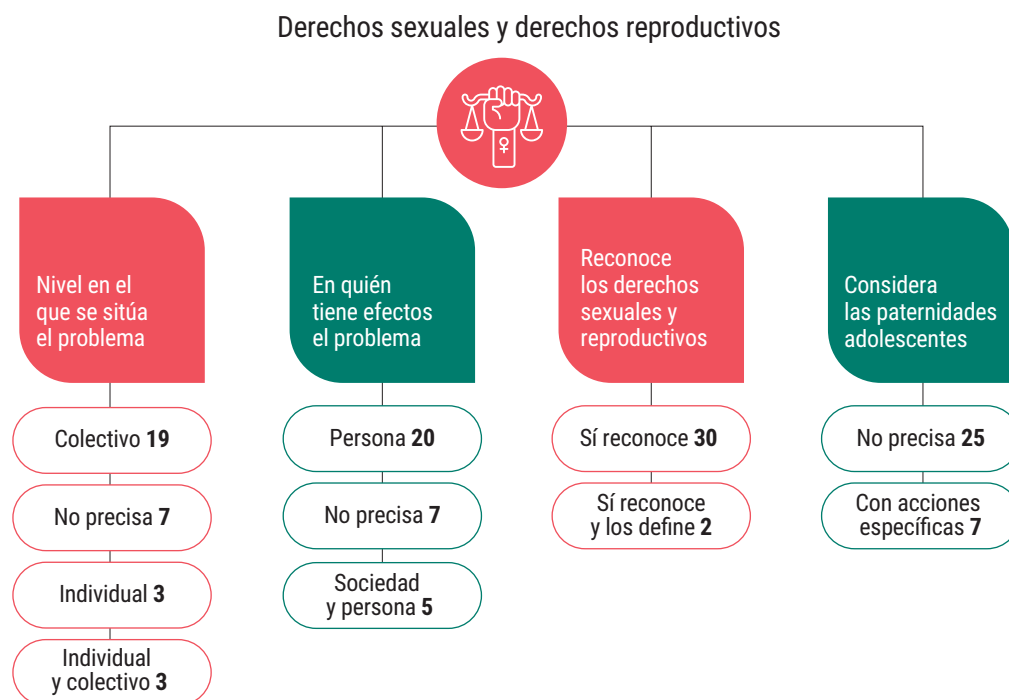 Derechos sexuales y derechos reproductivos
Nivel en el
que se sitúa
el problema
Colectivo 19
No precisa 7
Individual 3
Individual
y colectivo 3
En quién
tiene efectos
el problema
Persona 20
No precisa 7
Sociedad
y persona 5
Reconoce
los derechos
sexuales y
reproductivos
Sí reconoce 30
Sí reconoce
y los define 2
Considera
las paternidades
adolescentes
No precisa 25
Con acciones
específicas 7